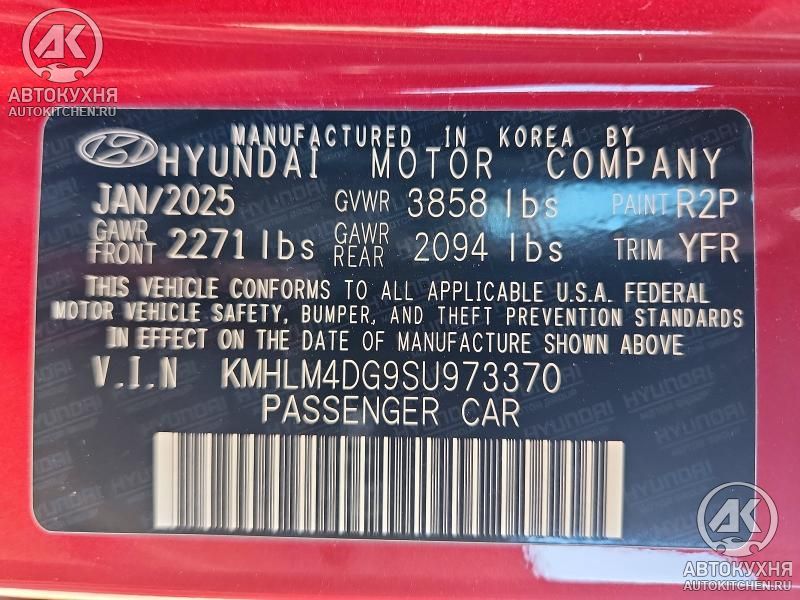 АК
АВТОКУХНЯ
AUTOKITCHEN.RU
MANUFACTURED IN KOREA BY
HYUNDAI MOTOR COMPANY
JAN/2025 GVWR 3858 lbs PAINT R2P
GAWR FRONT 2271 lbs GAWR REAR 2094 lbs TRIM YFR
THIS VEHICLE CONFORMS TO ALL APPLICABLE U.S.A. FEDERAL
MOTOR VEHICLE SAFETY, BUMPER, AND THEFT PREVENTION STANDARDS
IN EFFECT ON THE DATE OF MANUFACTURE SHOWN ABOVE
V.I.N KMHLM4DG9SU973370
PASSENGER CAR
АК
АВТОКУХНЯ
AUTOKITCHEN.RU